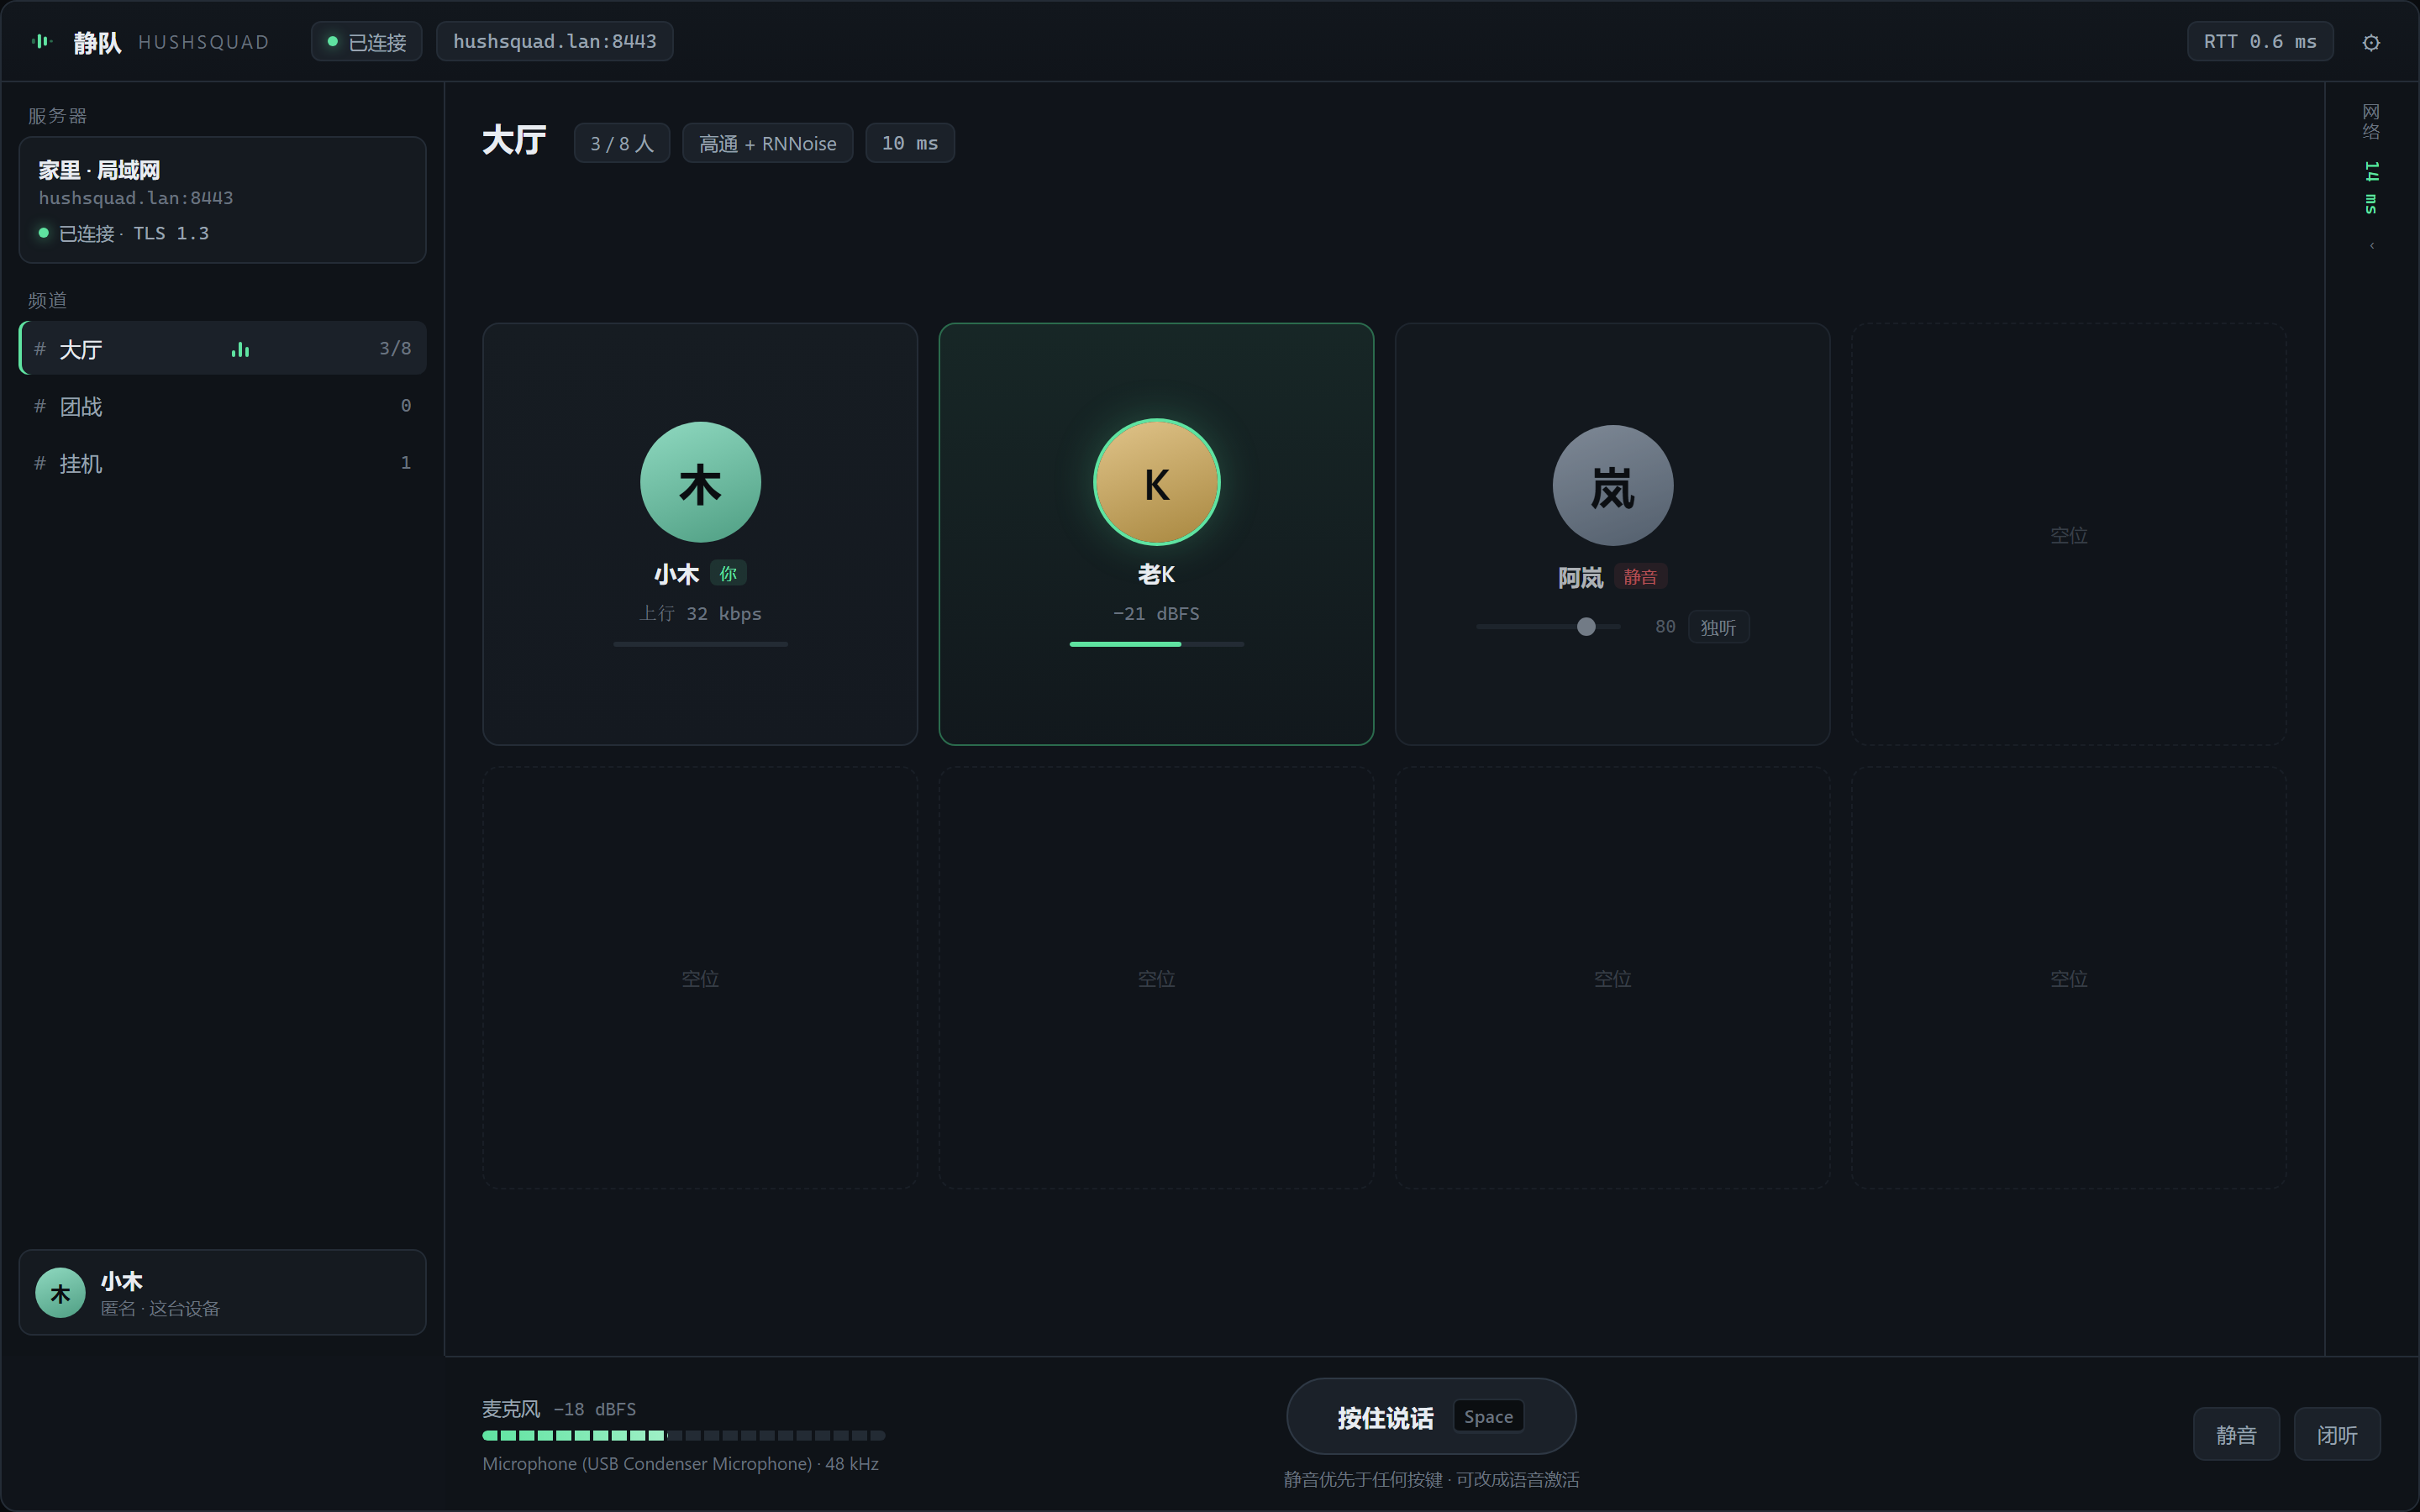 静队 HUSHSQUAD 已连接 hushsquad.lan:8443 RTT 0.6 ms
服务器
家里 · 局域网
hushsquad.lan:8443
已连接 · TLS 1.3
频道
# 大厅 3/8
# 团战 0
# 挂机 1
小木
木
匿名 · 这台设备
大厅 3 / 8 人 高通 + RNNoise 10 ms
木
小木 你
上行 32 kbps
K
老K
−21 dBFS
岚
阿岚 静音
80 独听
空位
空位
空位
空位
空位
网络
14 ms
‹
麦克风 −18 dBFS
Microphone (USB Condenser Microphone) · 48 kHz
按住说话 Space
静音优先于任何按键 · 可改成语音激活
静音 闭听